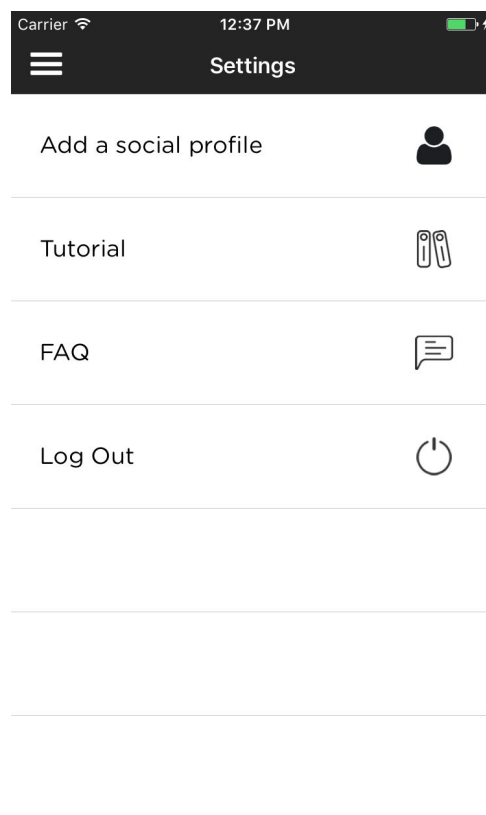 Carrier 12:37 PM
Settings
Add a social profile
Tutorial
FAQ
Log Out